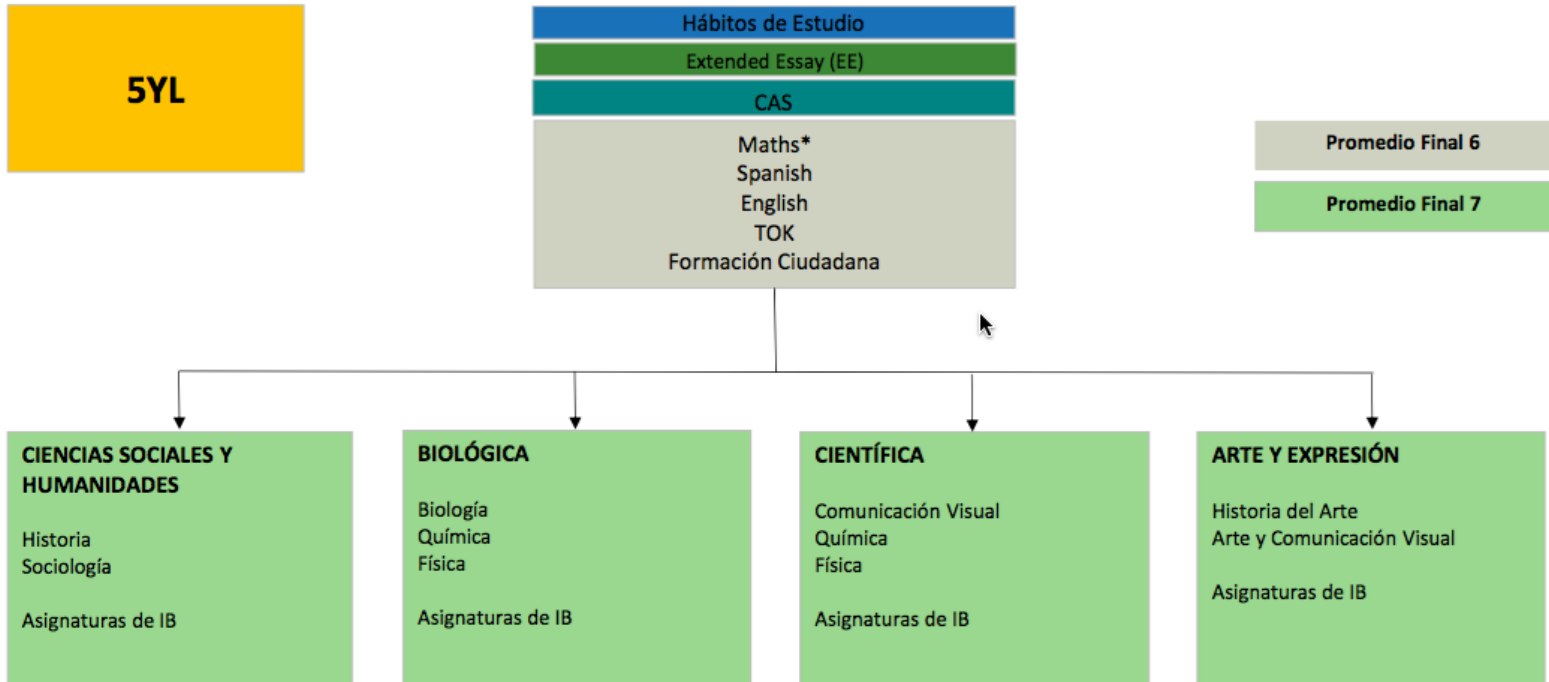 5YL
Hábitos de Estudio
Extended Essay (EE)
CAS
Maths*
Spanish
English
TOK
Formación Ciudadana
Promedio Final 6
Promedio Final 7
CIENCIAS SOCIALES Y
HUMANIDADES
Historia
Sociología
Asignaturas de IB
BIOLÓGICA
Biología
Química
Física
Asignaturas de IB
CIENTÍFICA
Comunicación Visual
Química
Física
Asignaturas de IB
ARTE Y EXPRESIÓN
Historia del Arte
Arte y Comunicación Visual
Asignaturas de IB